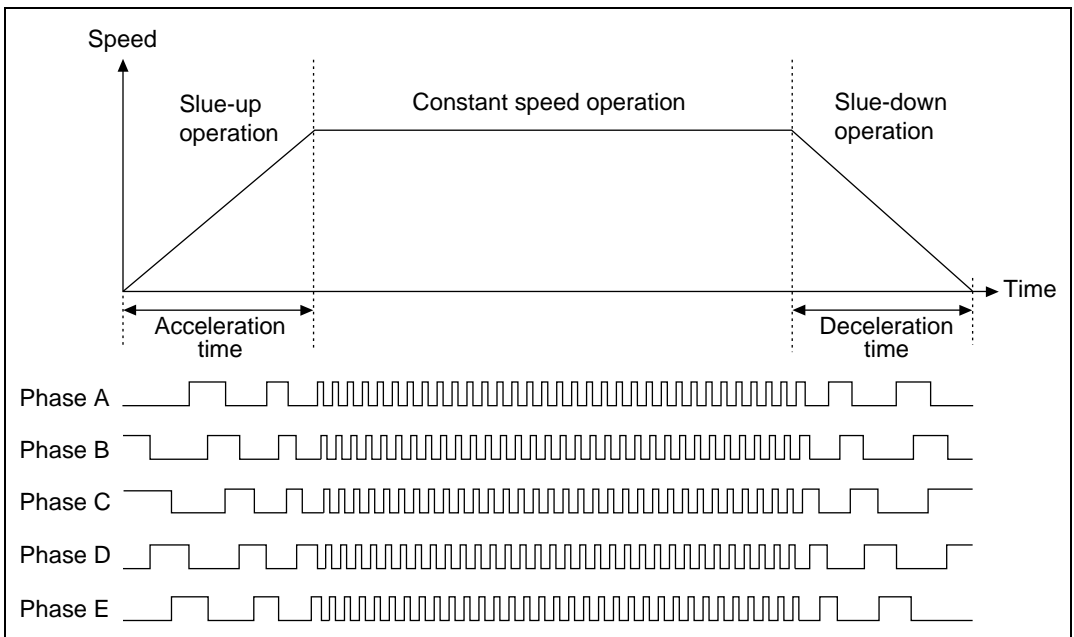 Speed
Slue-up
operation
Constant speed operation
Slue-down
operation
Time
Acceleration
time
Deceleration
time
Phase A
Phase B
Phase C
Phase D
Phase E